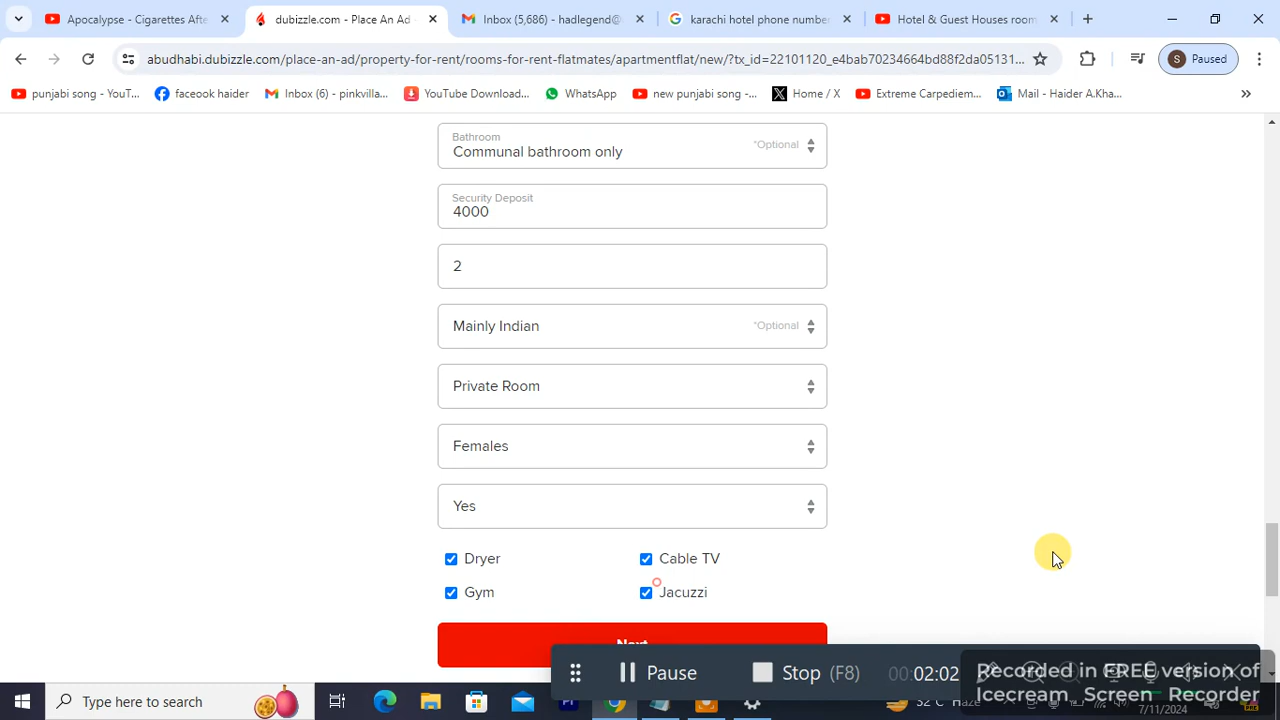 Apocalypse - Cigarettes Afte
dubizzle.com - Place An Ad
Inbox (5,686) - hadlegend@
karachi hotel phone number
Hotel & Guest Houses room
abudhabi.dubizzle.com/place-an-ad/property-for-rent/rooms-for-rent-flatmates/apartmentflat/new/?tx_id=22101120_e4bab70234664bd88f2da05131...
S Paused
punjabi song - YouT...
faceook haider
Inbox (6) - pinkvilla...
YouTube Download...
WhatsApp
new punjabi song -...
Home / X
Extreme Carpediem...
Mail - Haider A.Kha...
Bathroom
Communal bathroom only *Optional
Security Deposit
4000
2
Mainly Indian *Optional
Private Room
Females
Yes
Dryer Cable TV
Gym Jacuzzi
Pause Stop (F8) 00:02:02
Recorded in FREE version of
Icecream Screen Recorder
Type here to search
Haze
7/11/2024